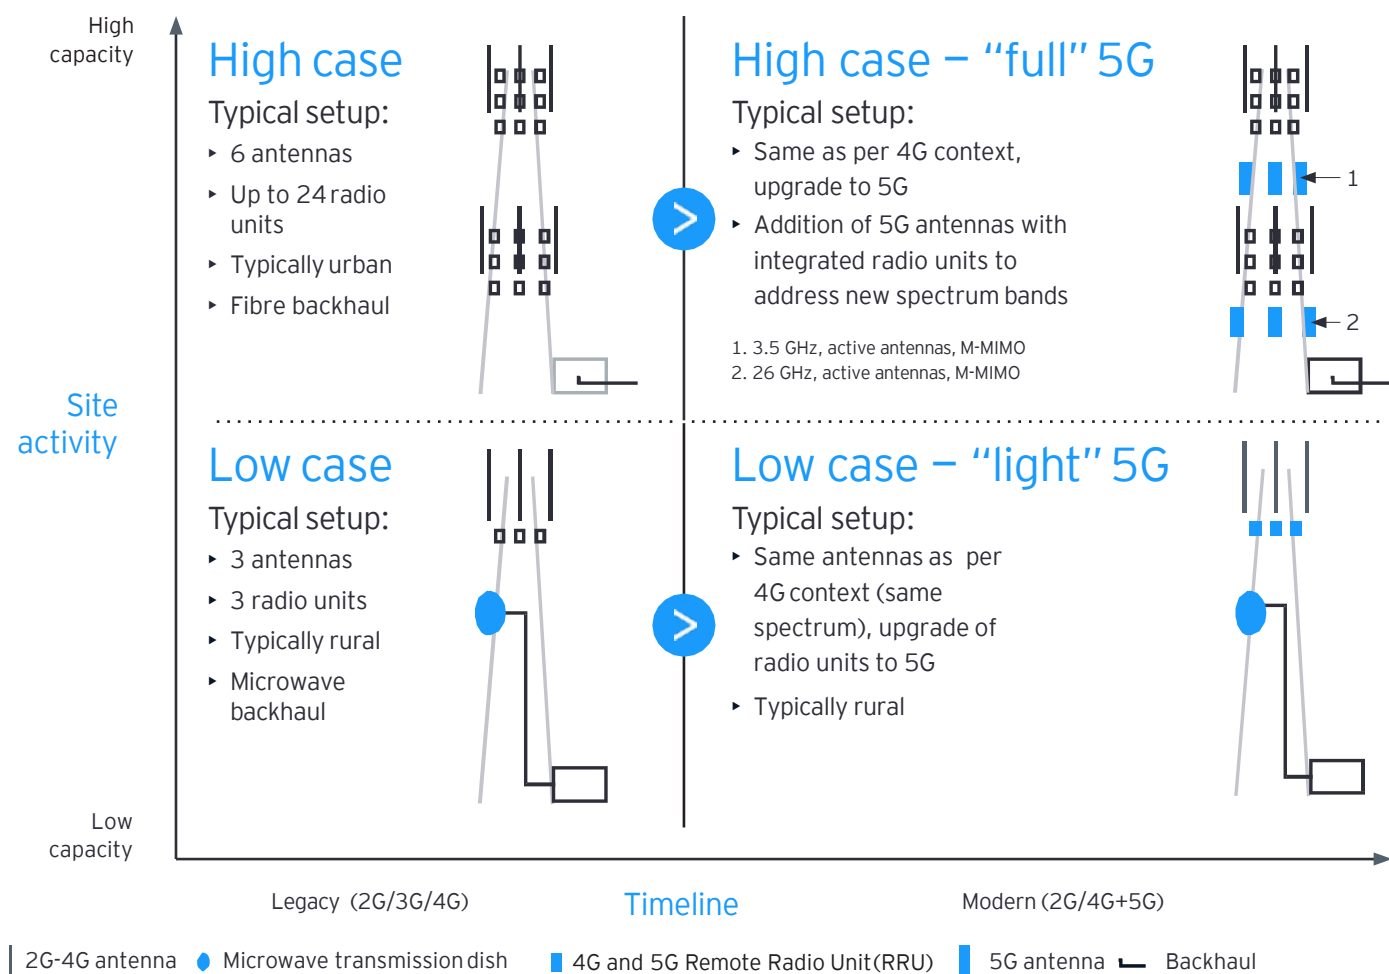 High
capacity
High case
Typical setup:
▸ 6 antennas
▸ Up to 24 radio
units
▸ Typically urban
▸ Fibre backhaul
>
High case – “full” 5G
Typical setup:
▸ Same as per 4G context,
upgrade to 5G
▸ Addition of 5G antennas with
integrated radio units to
address new spectrum bands
1. 3.5 GHz, active antennas, M-MIMO
2. 26 GHz, active antennas, M-MIMO
1
2
Site
activity
Low case
Typical setup:
▸ 3 antennas
▸ 3 radio units
▸ Typically rural
▸ Microwave
backhaul
>
Low case – “light” 5G
Typical setup:
▸ Same antennas as per
4G context (same
spectrum), upgrade of
radio units to 5G
▸ Typically rural
Low
capacity
Legacy (2G/3G/4G)
Timeline
Modern (2G/4G+5G)
2G-4G antenna
Microwave transmission dish
4G and 5G Remote Radio Unit(RRU)
5G antenna
Backhaul